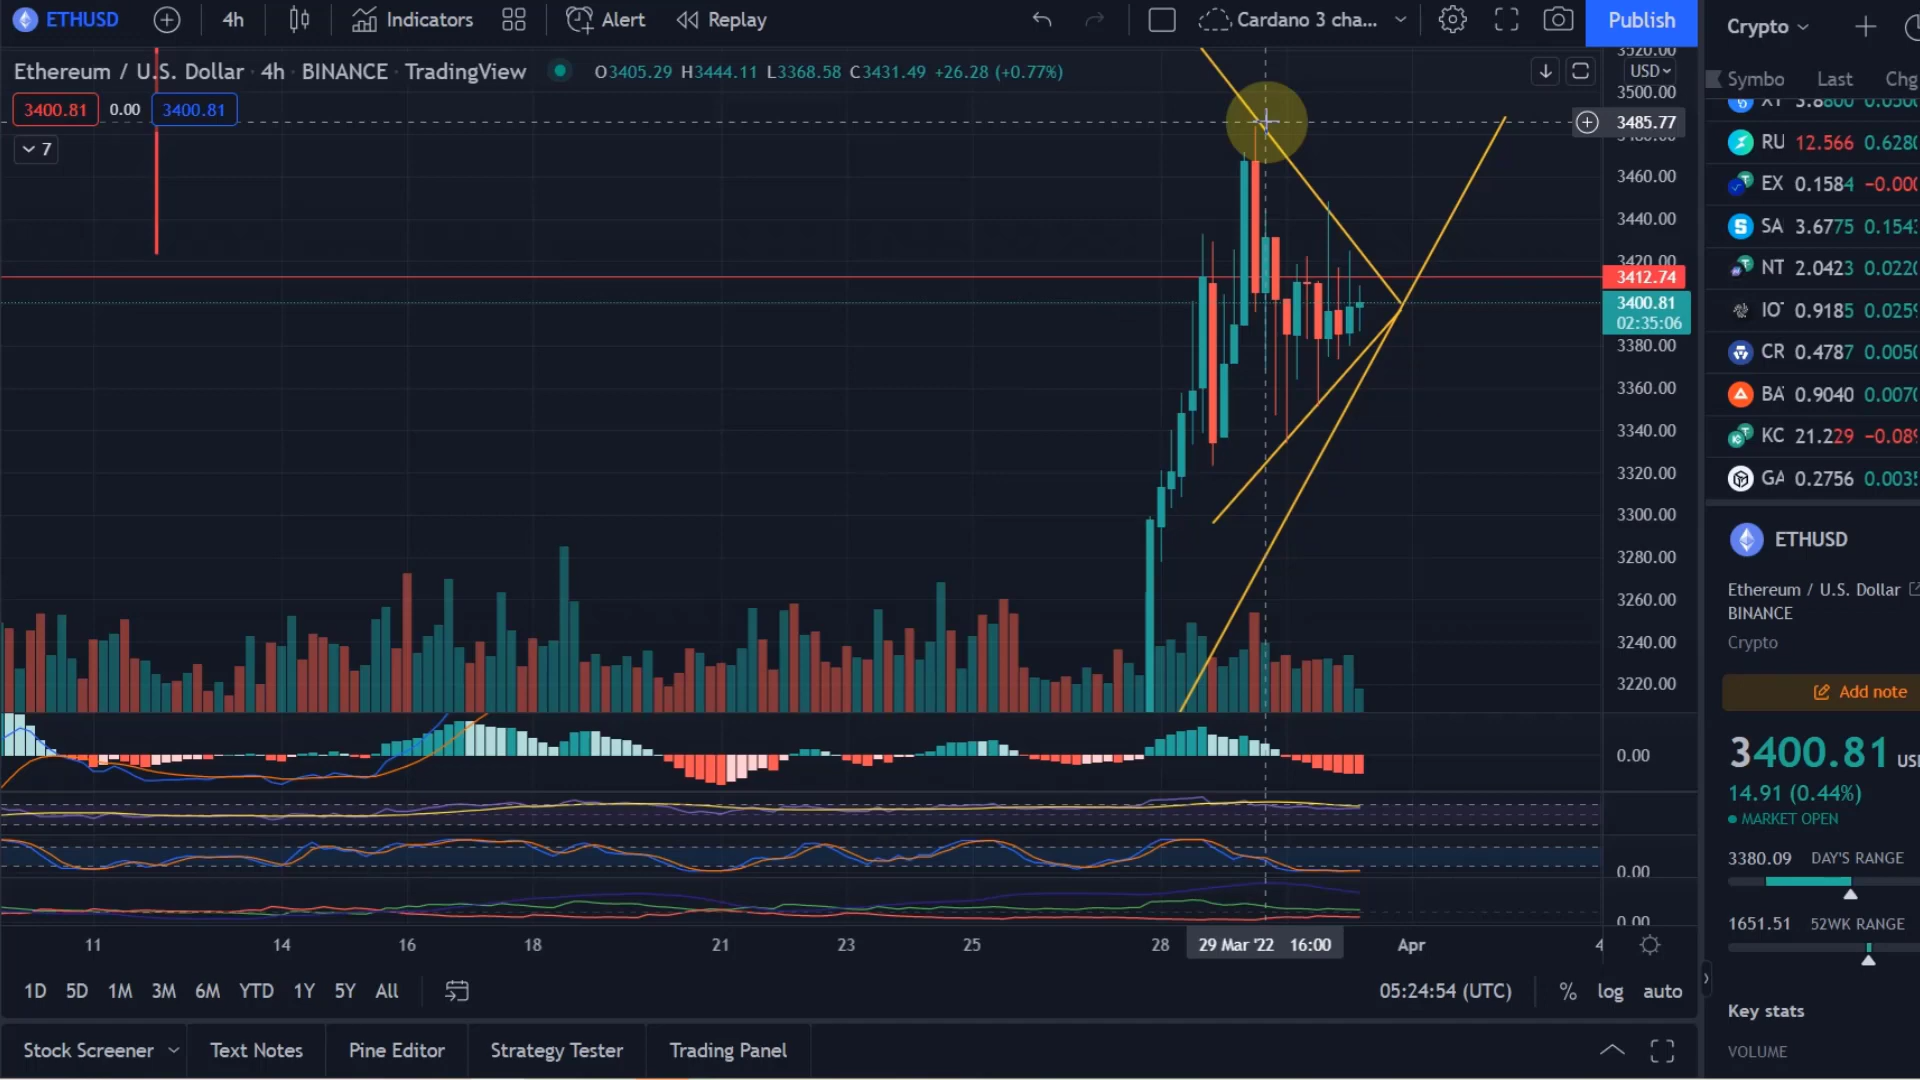 ETHUSD 4h Indicators Alert Replay Cardano 3 cha... Publish
Crypto
Ethereum / U.S. Dollar · 4h · BINANCE · TradingView O3405.29 H3444.11 L3368.58 C3431.49 +26.28 (+0.77%)
3400.81 0.00 3400.81
7
USD
3520.00
3500.00
3485.77
3460.00
3440.00
3420.00
3412.74
3400.81
02:35:06
3380.00
3360.00
3340.00
3320.00
3300.00
3280.00
3260.00
3240.00
3220.00
0.00
0.00
0.00
11 14 16 18 21 23 25 28 29 Mar '22 16:00 Apr 4
1D 5D 1M 3M 6M YTD 1Y 5Y All 05:24:54 (UTC) % log auto
Stock Screener Text Notes Pine Editor Strategy Tester Trading Panel
Symbo Last Chg
RU 12.566 0.628
EX 0.1584 −0.00
SA 3.6775 0.154
NT 2.0423 0.022
IO 0.9185 0.025
CR 0.4787 0.005
BA 0.9040 0.007
KC 21.229 −0.08
GA 0.2756 0.003
ETHUSD
Ethereum / U.S. Dollar
BINANCE
Crypto
Add note
3400.81 USD
14.91 (0.44%)
MARKET OPEN
3380.09 DAY'S RANGE
1651.51 52WK RANGE
Key stats
VOLUME